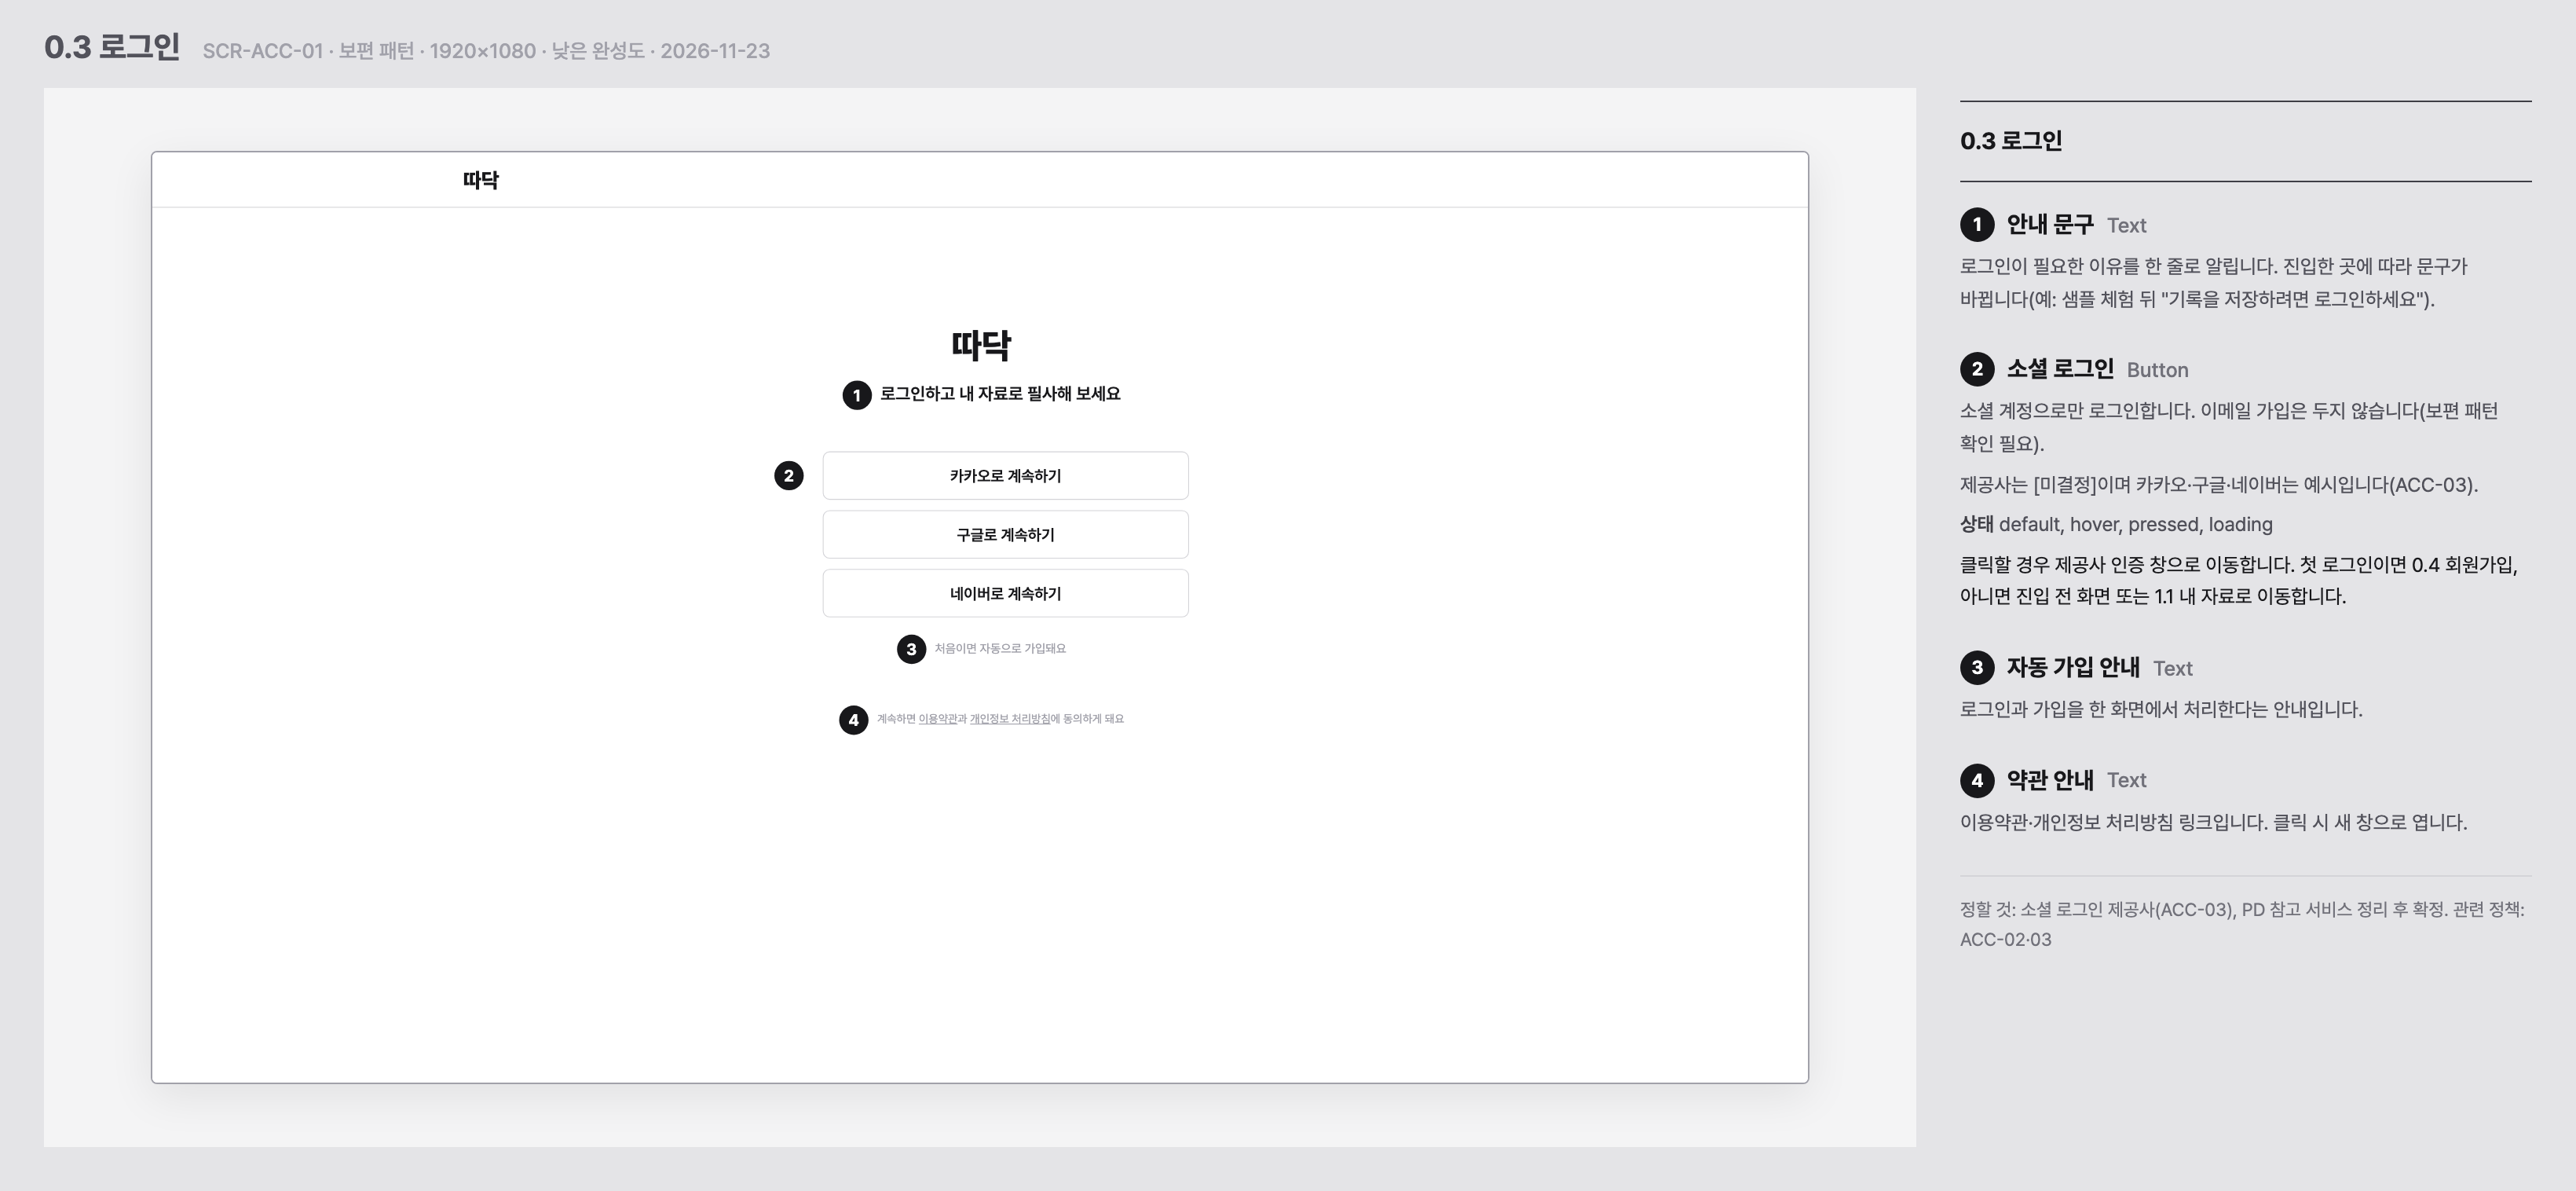 0.3 로그인 SCR-ACC-01 · 보편 패턴 · 1920×1080 · 낮은 완성도 · 2026-11-23
따닥
따닥
1 로그인하고 내 자료로 필사해 보세요
2 카카오로 계속하기
구글로 계속하기
네이버로 계속하기
3 처음이면 자동으로 가입돼요
4 계속하면 이용약관과 개인정보 처리방침에 동의하게 돼요
0.3 로그인
1 안내 문구 Text
로그인이 필요한 이유를 한 줄로 알립니다. 진입한 곳에 따라 문구가
바뀝니다(예: 샘플 체험 뒤 "기록을 저장하려면 로그인하세요").
2 소셜 로그인 Button
소셜 계정으로만 로그인합니다. 이메일 가입은 두지 않습니다(보편 패턴
확인 필요).
제공사는 [미결정]이며 카카오·구글·네이버는 예시입니다(ACC-03).
상태 default, hover, pressed, loading
클릭할 경우 제공사 인증 창으로 이동합니다. 첫 로그인이면 0.4 회원가입,
아니면 진입 전 화면 또는 1.1 내 자료로 이동합니다.
3 자동 가입 안내 Text
로그인과 가입을 한 화면에서 처리한다는 안내입니다.
4 약관 안내 Text
이용약관·개인정보 처리방침 링크입니다. 클릭 시 새 창으로 엽니다.
정할 것: 소셜 로그인 제공사(ACC-03), PD 참고 서비스 정리 후 확정. 관련 정책:
ACC-02·03